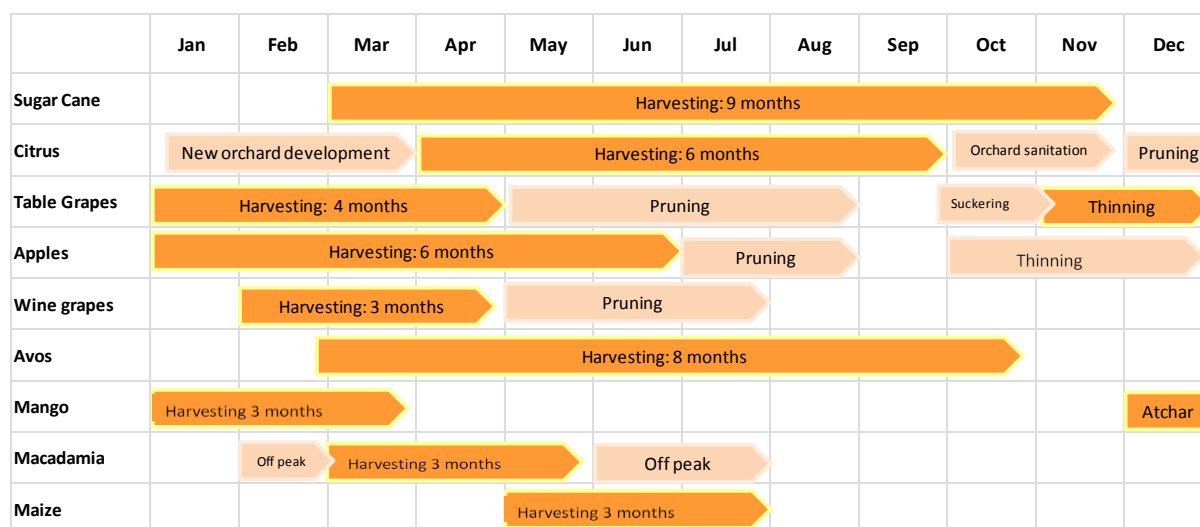 Jan Feb Mar Apr May Jun Jul Aug Sep Oct Nov Dec
Sugar Cane Harvesting: 9 months
Citrus New orchard development Harvesting: 6 months Orchard sanitation Pruning
Table Grapes Harvesting: 4 months Pruning Suckering Thinning
Apples Harvesting: 6 months Pruning Thinning
Wine grapes Harvesting: 3 months Pruning
Avos Harvesting: 8 months
Mango Harvesting 3 months Atchar
Macadamia Off peak Harvesting 3 months Off peak
Maize Harvesting 3 months